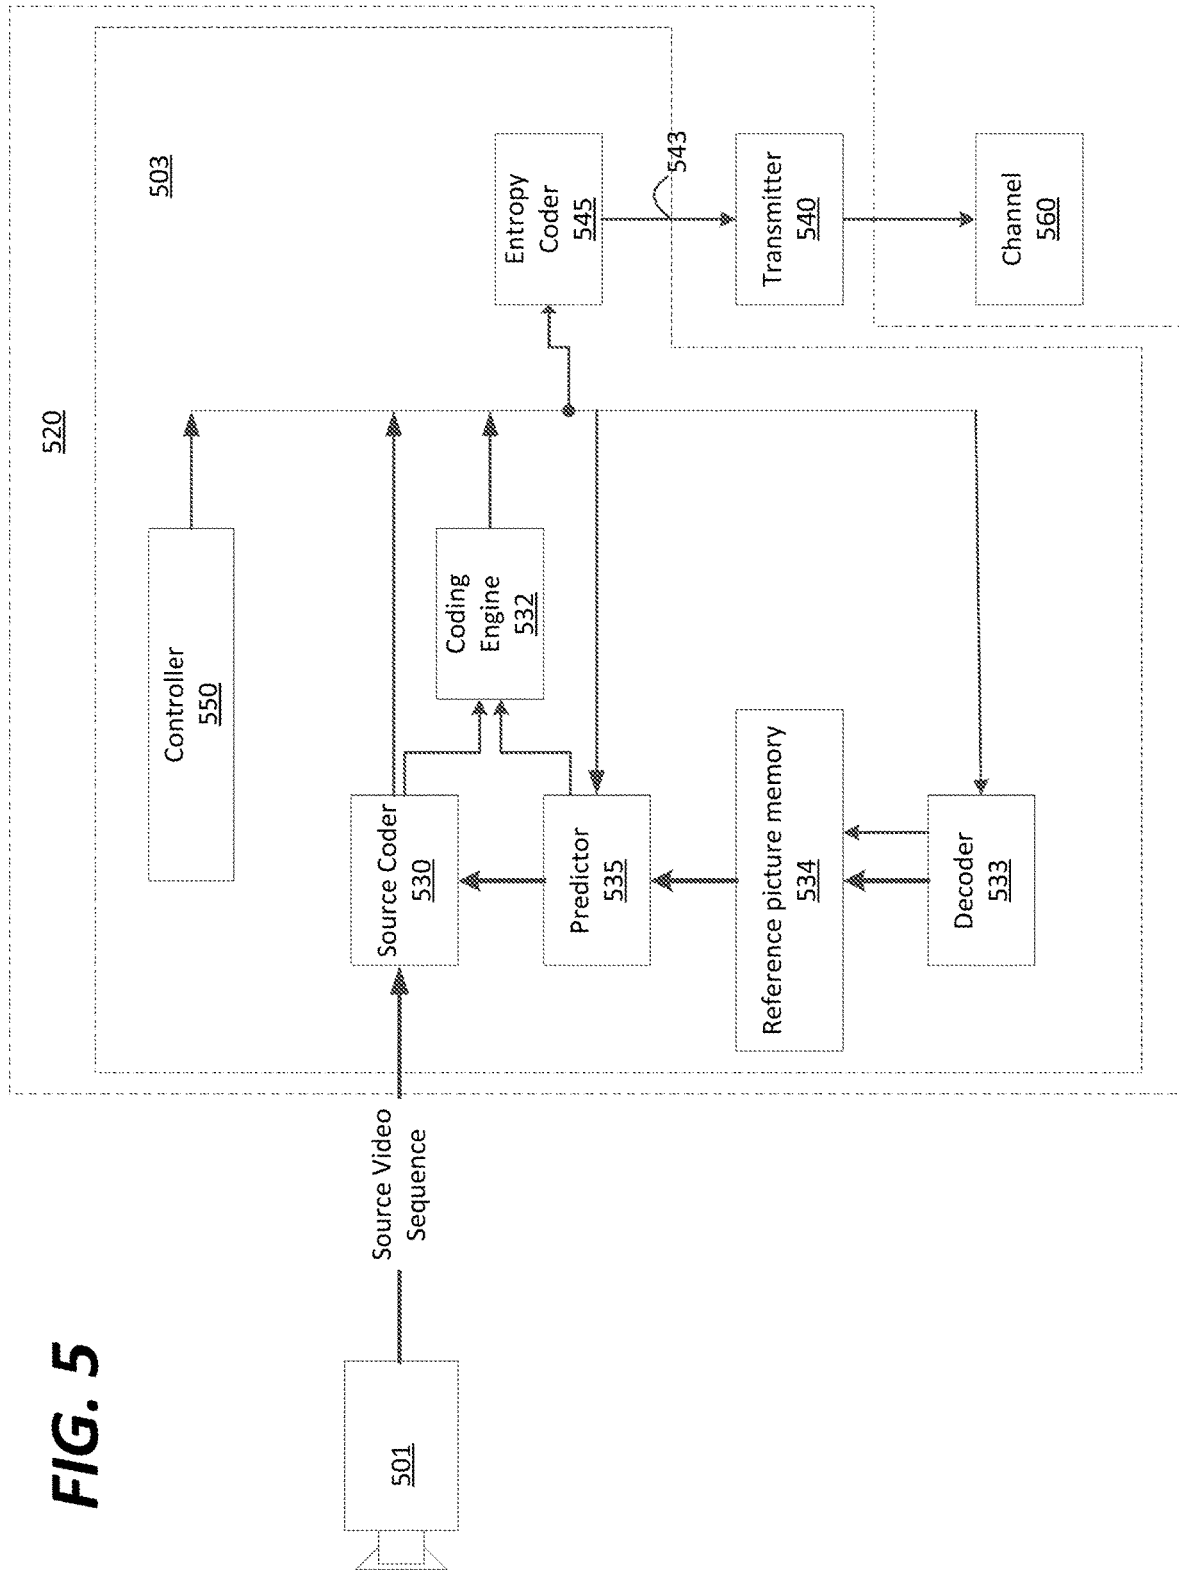 FIG. 5
520
503
501
Source Video
Sequence
Controller
550
Source Coder
530
Coding
Engine
532
Predictor
535
Reference picture memory
534
Decoder
533
Entropy
Coder
545
543
Transmitter
540
Channel
560